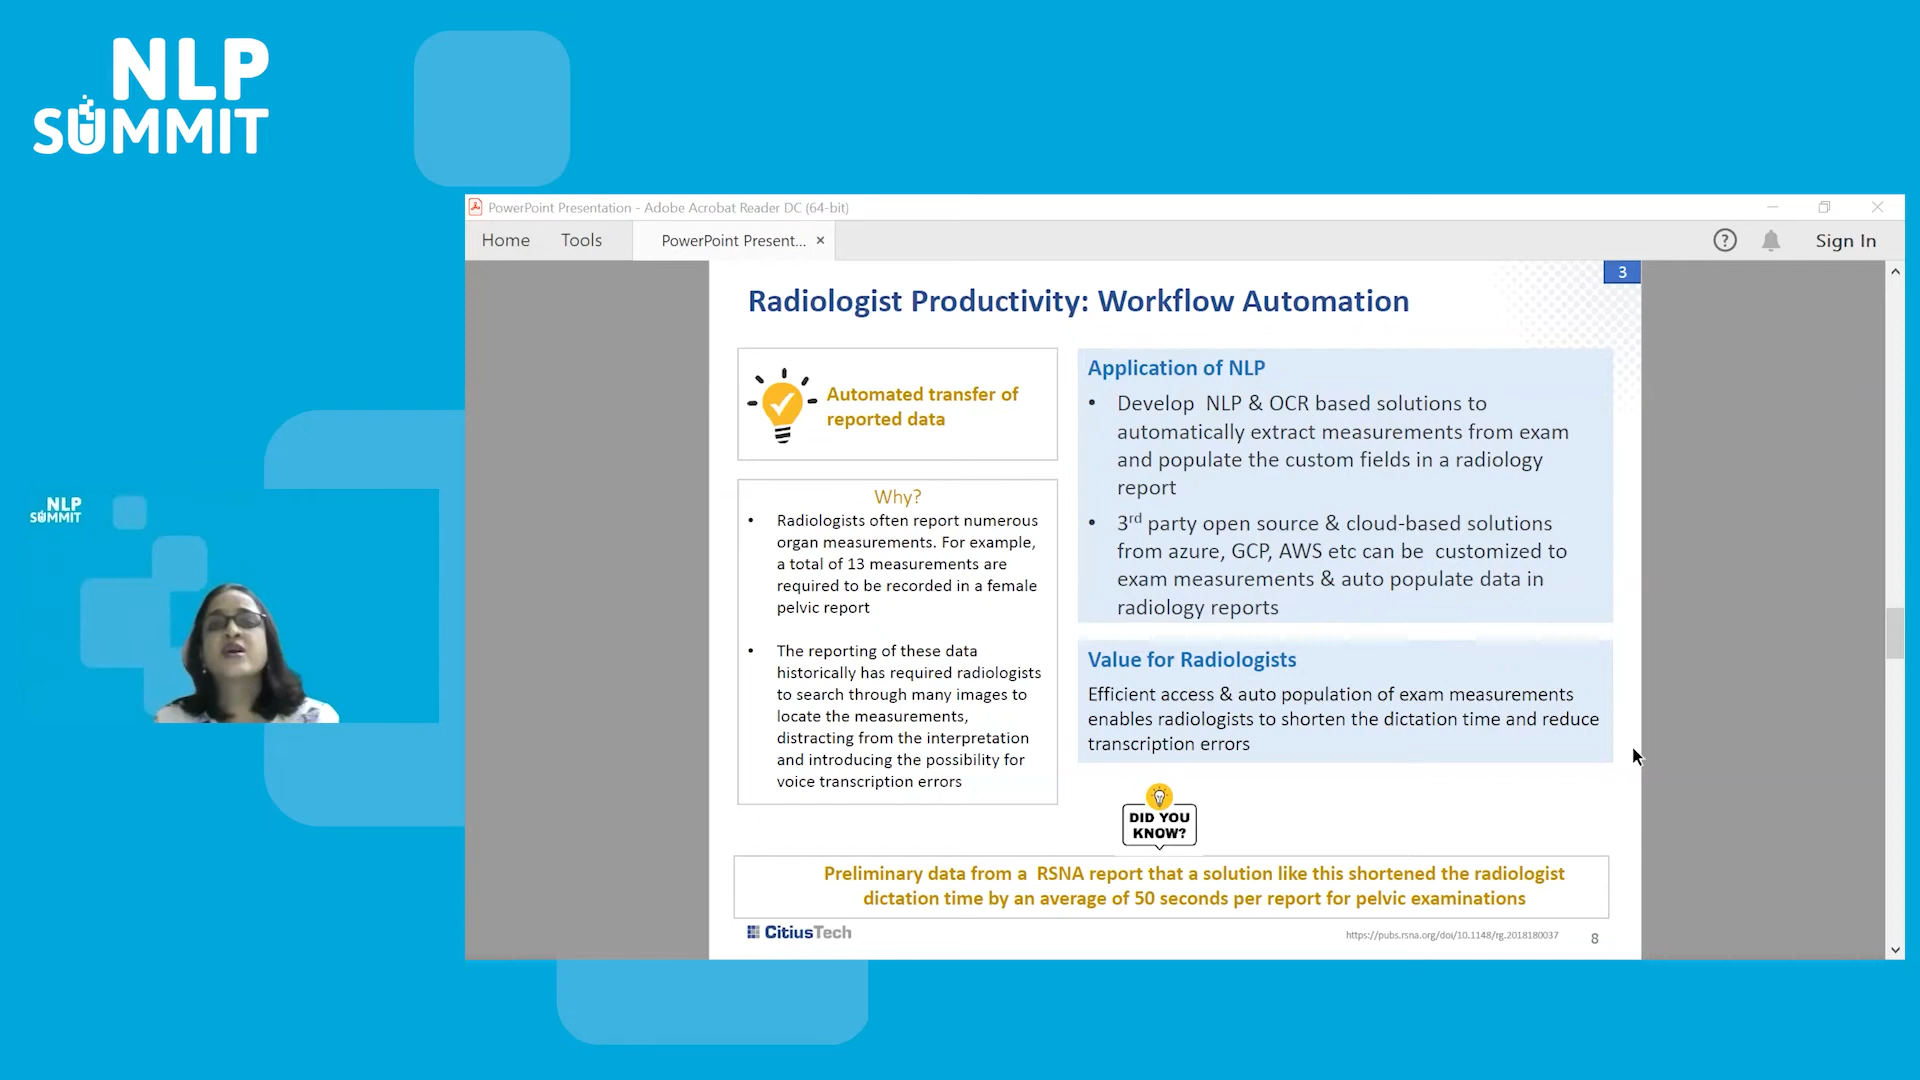 NLP
SUMMIT
PowerPoint Presentation - Adobe Acrobat Reader DC (64-bit)
Home Tools PowerPoint Present... × ? Sign In
3
Radiologist Productivity: Workflow Automation
Automated transfer of
reported data
Why?
• Radiologists often report numerous
organ measurements. For example,
a total of 13 measurements are
required to be recorded in a female
pelvic report
• The reporting of these data
historically has required radiologists
to search through many images to
locate the measurements,
distracting from the interpretation
and introducing the possibility for
voice transcription errors
Application of NLP
• Develop NLP & OCR based solutions to
automatically extract measurements from exam
and populate the custom fields in a radiology
report
• 3rd party open source & cloud-based solutions
from azure, GCP, AWS etc can be customized to
exam measurements & auto populate data in
radiology reports
Value for Radiologists
Efficient access & auto population of exam measurements
enables radiologists to shorten the dictation time and reduce
transcription errors
DID YOU
KNOW?
Preliminary data from a RSNA report that a solution like this shortened the radiologist
dictation time by an average of 50 seconds per report for pelvic examinations
CitiusTech
https://pubs.rsna.org/doi/10.1148/rg.2018180037
8
NLP
SUMMIT